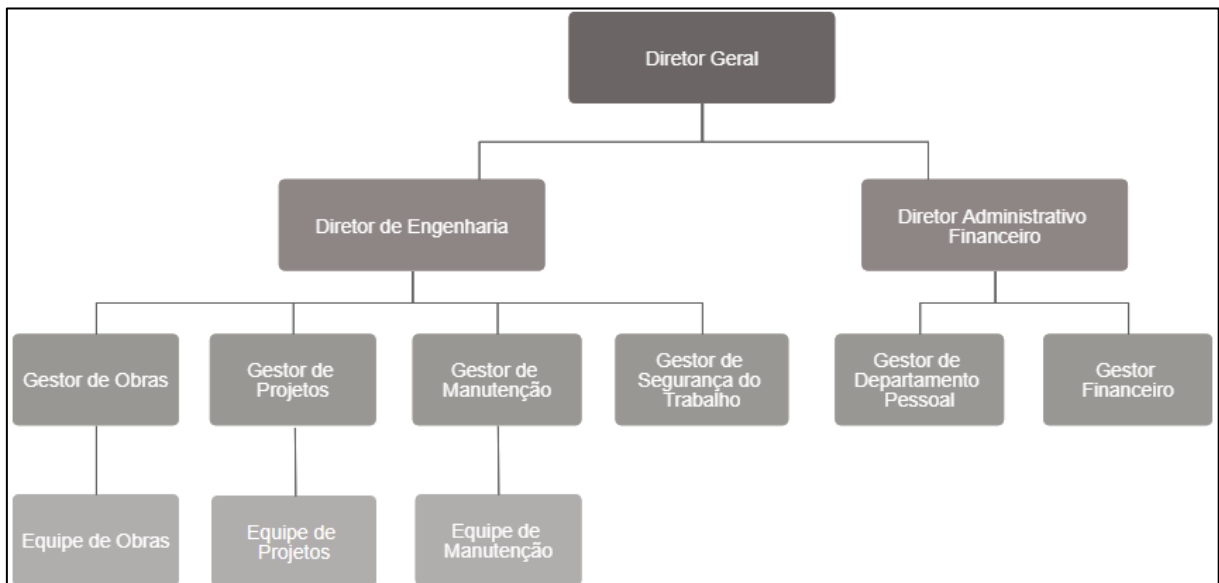 Diretor Geral
Diretor de Engenharia
Diretor Administrativo
Financeiro
Gestor de Obras
Gestor de
Projetos
Gestor de
Manutenção
Gestor de
Segurança do
Trabalho
Gestor de
Departamento
Pessoal
Gestor
Financeiro
Equipe de Obras
Equipe de
Projetos
Equipe de
Manutenção